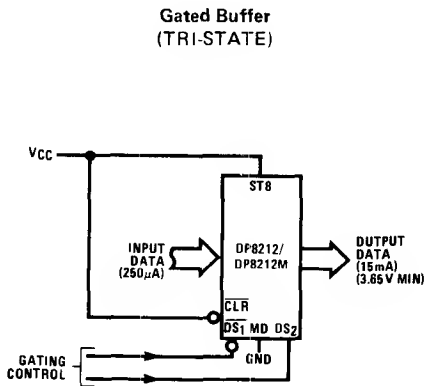 Gated Buffer
(TRI-STATE)
VCC
STB
INPUT
DATA
(250μA)
DP8212/
DP8212M
OUTPUT
DATA
(15mA)
(3.65V MIN)
CLR
DS1 MD DS2
GATING
CONTROL
GND